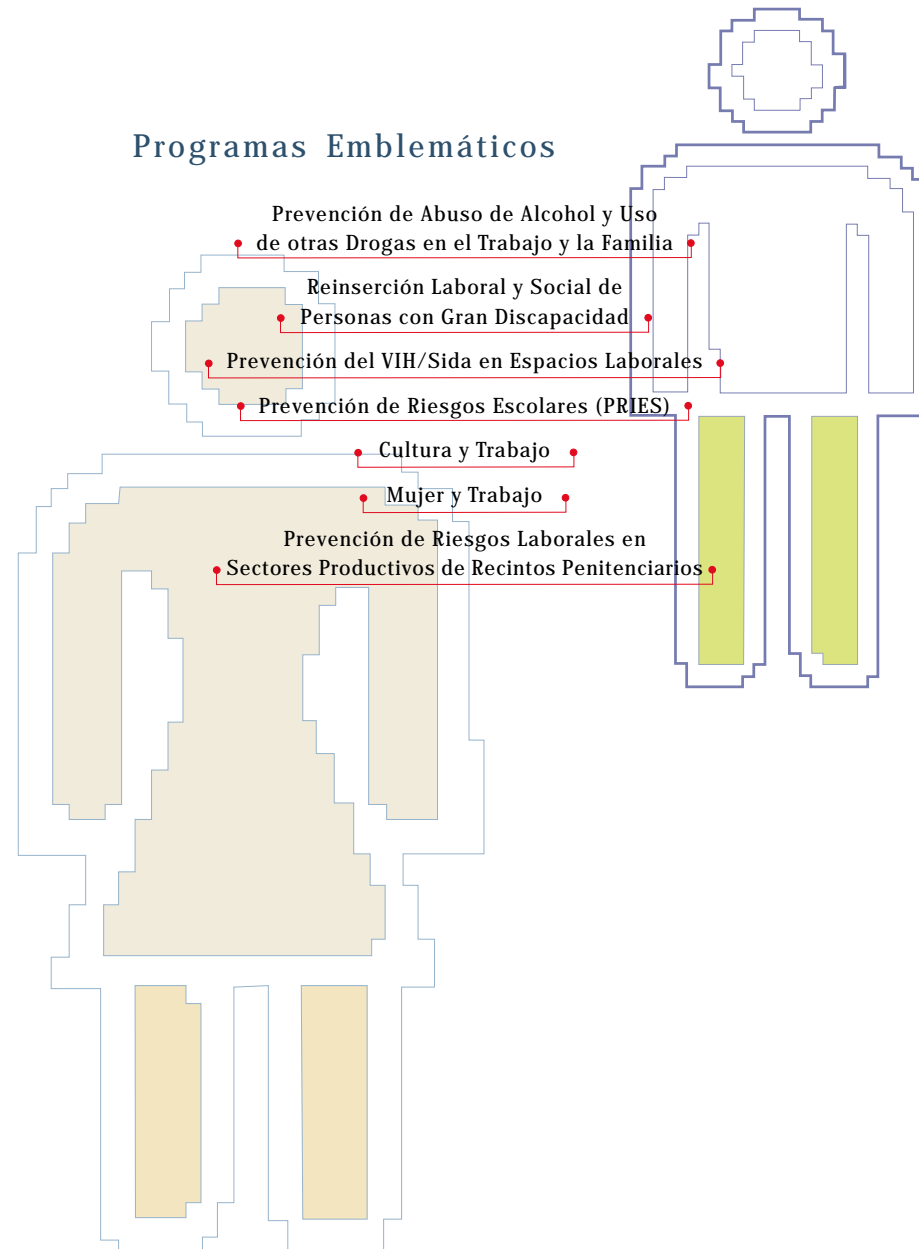 Programas Emblemáticos
Prevención de Abuso de Alcohol y Uso
de otras Drogas en el Trabajo y la Familia
Reinserción Laboral y Social de
Personas con Gran Discapacidad
Prevención del VIH/Sida en Espacios Laborales
Prevención de Riesgos Escolares (PRIES)
Cultura y Trabajo
Mujer y Trabajo
Prevención de Riesgos Laborales en
Sectores Productivos de Recintos Penitenciarios